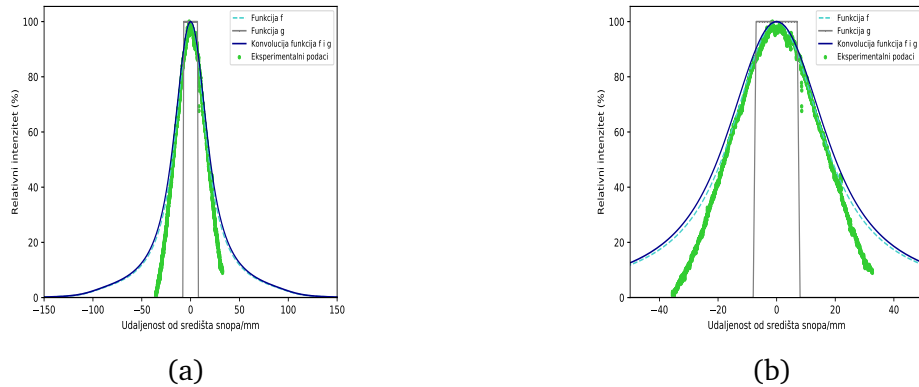 Relativni intenzitet (%)
100
80
60
40
20
0
−150
−100
−50
0
50
100
150
Udaljenost od središta snopa/mm
Funkcija f
Funkcija g
Konvolucija funkcija f i g
Eksperimentalni podaci
(a)
Relativni intenzitet (%)
100
80
60
40
20
0
−40
−20
0
20
40
Udaljenost od središta snopa/mm
Funkcija f
Funkcija g
Konvolucija funkcija f i g
Eksperimentalni podaci
(b)